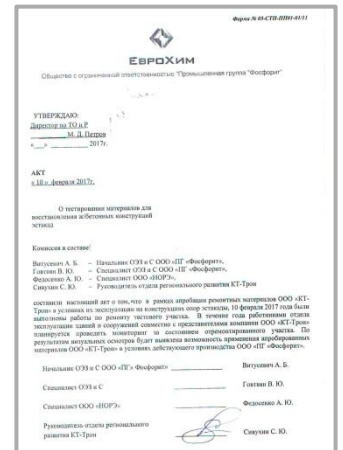 Форма № 05-СТП-ПП01-03/11
ЕвроХим
Общество с ограниченной ответственностью "Промышленная группа "Фосфорит"
УТВЕРЖДАЮ:
Директор по ТО и Р
М. Д. Петров
«___» 2017г.
АКТ
« 10 » февраля 2017г.
О тестировании материалов для
восстановления ж/бетонных конструкций
эстакад
Комиссия в составе:
Витусевич А. Б. – Начальник ОЭЗ и С ООО «ПГ «Фосфорит».
Говтвин В. Ю. – Специалист ОЭЗ и С ООО «ПГ «Фосфорит».
Федосенко А. Ю. – Специалист ООО «НОРЭ».
Сивухин С. Ю. – Руководитель отдела регионального развития КТ-Трон
составили настоящий акт о том, что в рамках апробации ремонтных материалов ООО «КТ-
Трон» в условиях их эксплуатации на конструкциях опор эстакады, 10 февраля 2017 года были
выполнены работы по ремонту тестового участка. В течение года работниками отдела
эксплуатации зданий и сооружений совместно с представителями компании ООО «КТ-Трон»
планируется проводить мониторинг за состоянием отремонтированного участка. По
результатам визуальных осмотров будет выявлена возможность применения апробированных
материалов ООО «КТ-Трон» в условиях действующего производства ООО «ПГ «Фосфорит».
Начальник ОЭЗ и С ООО «ПГ» Фосфорит» Витусевич А. Б.
Специалист ОЭЗ и С Говтвин В. Ю.
Специалист ООО «НОРЭ» Федосенко А. Ю.
Руководитель отдела регионального
развития КТ-Трон Сивухин С. Ю.